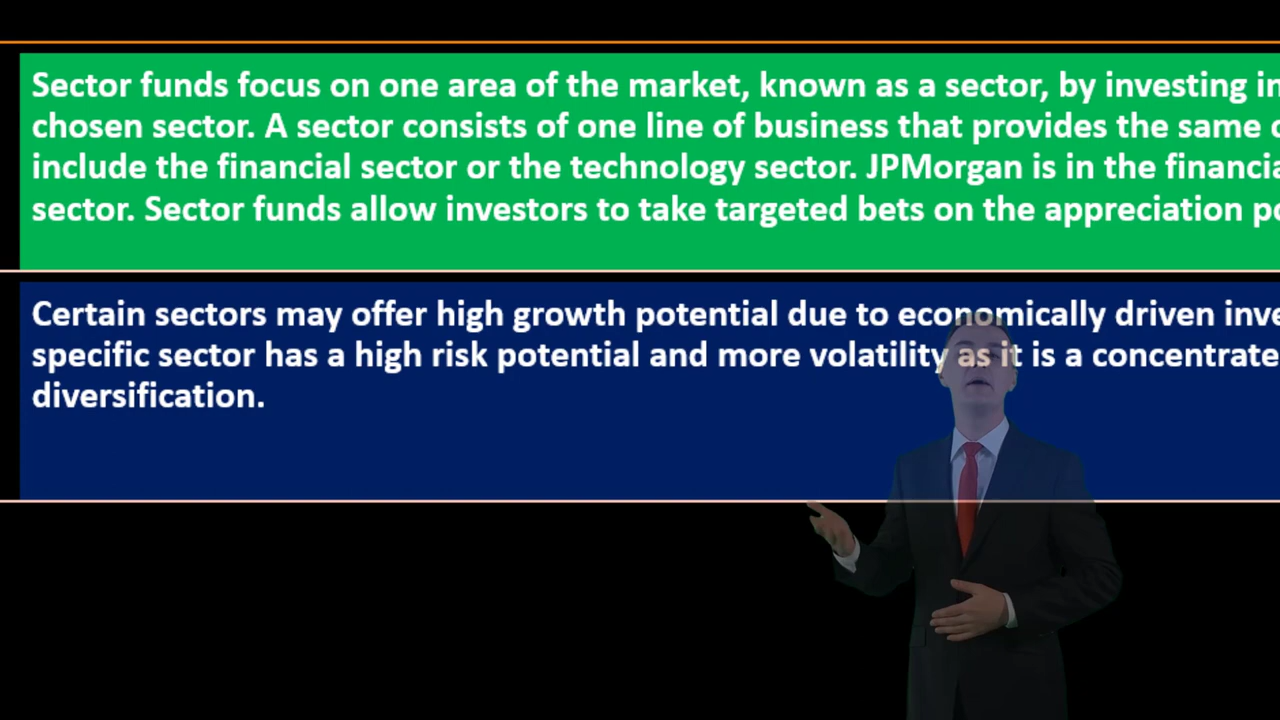 Sector funds focus on one area of the market, known as a sector, by investing in
chosen sector. A sector consists of one line of business that provides the same
include the financial sector or the technology sector. JPMorgan is in the
sector. Sector funds allow investors to take targeted bets on the appreciation
Certain sectors may offer high growth potential due to economically driven
specific sector has a high risk potential and more volatility as it is a
diversification.